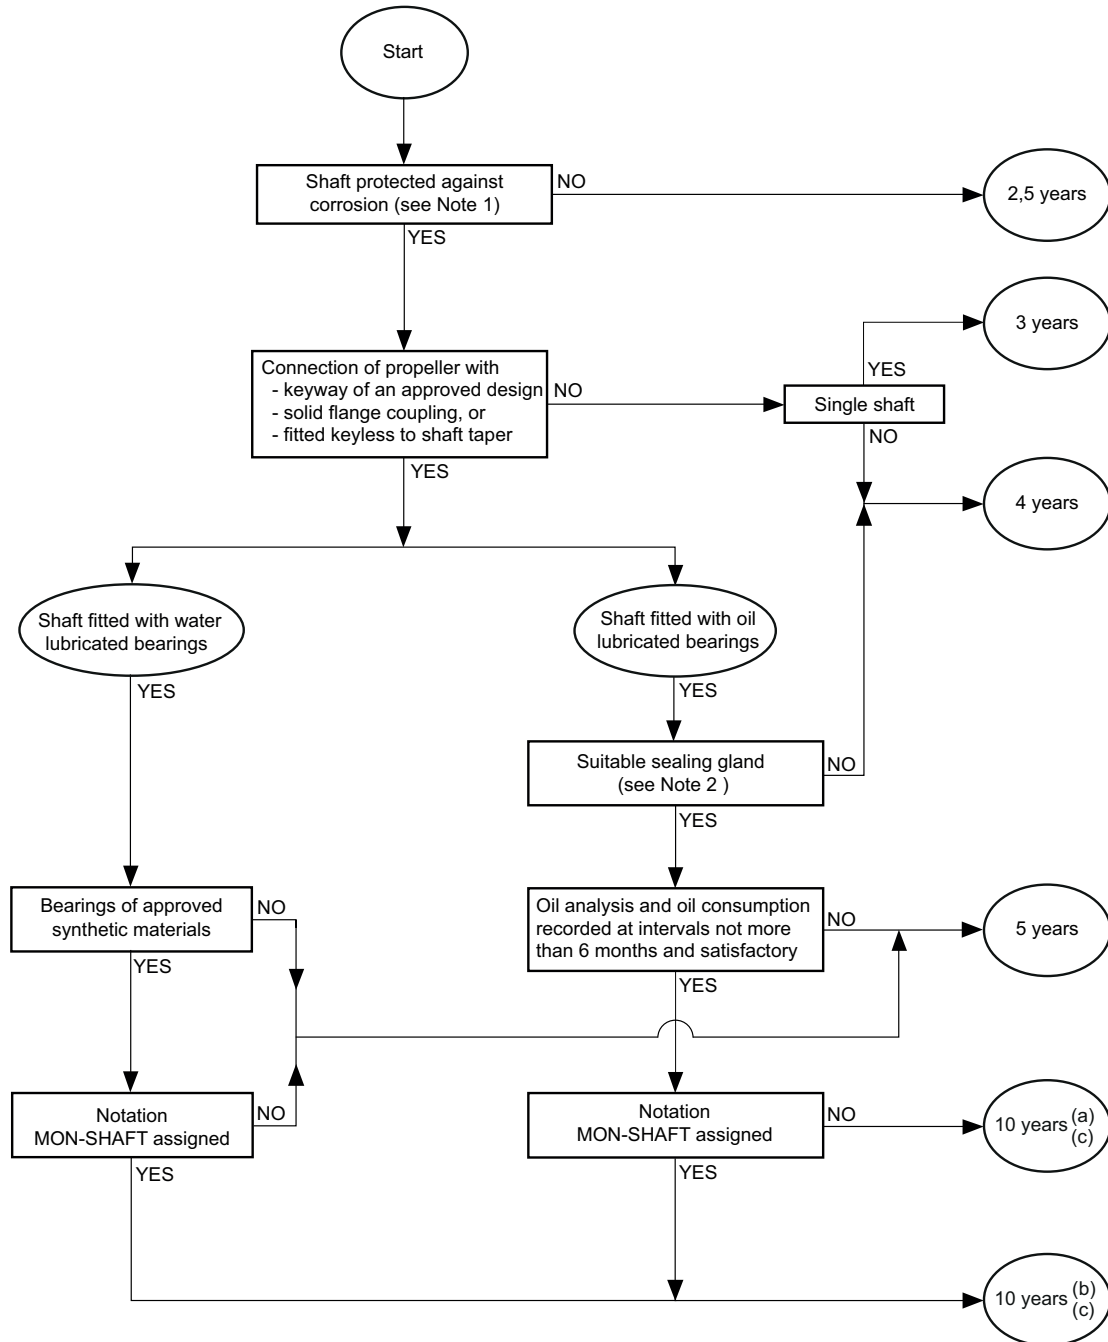 Start
Shaft protected against
corrosion (see Note 1)
NO
2,5 years
YES
3 years
Connection of propeller with
- keyway of an approved design
- solid flange coupling, or
- fitted keyless to shaft taper
NO
YES
Single shaft
NO
YES
4 years
Shaft fitted with water
lubricated bearings
Shaft fitted with oil
lubricated bearings
YES
YES
Suitable sealing gland
(see Note 2 )
NO
YES
Bearings of approved
synthetic materials
NO
YES
Oil analysis and oil consumption
recorded at intervals not more
than 6 months and satisfactory
NO
5 years
YES
Notation
MON-SHAFT assigned
NO
YES
Notation
MON-SHAFT assigned
NO
10 years (a)
(c)
YES
10 years (b)
(c)